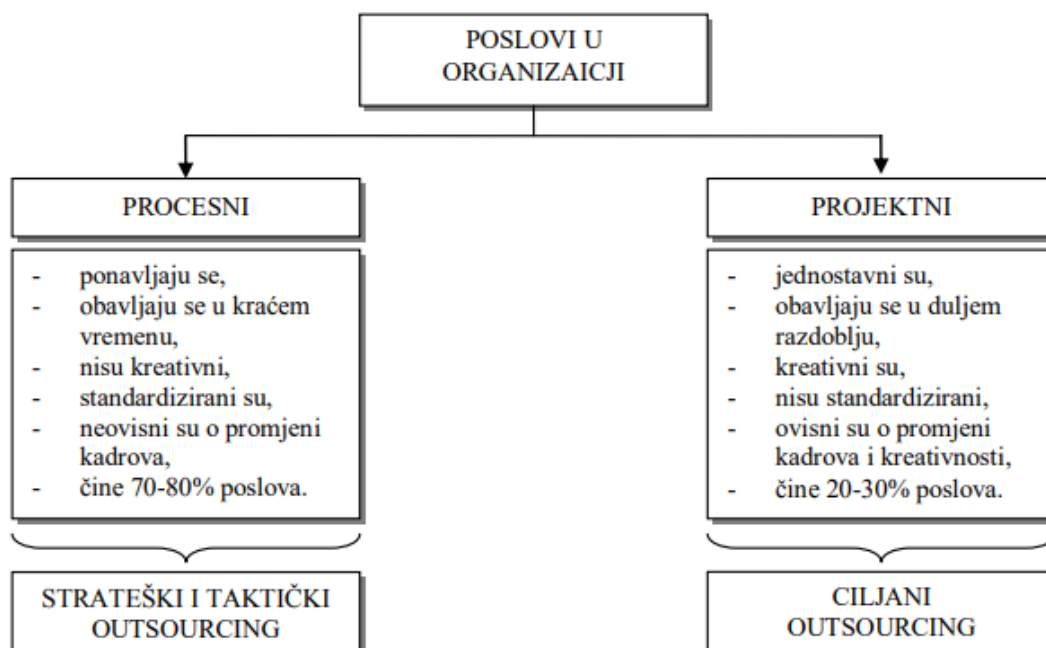 POSLOVI U
ORGANIZAICJI
PROCESNI
- ponavljaju se,
- obavljaju se u kraćem
vremenu,
- nisu kreativni,
- standardizirani su,
- neovisni su o promjeni
kadrova,
- čine 70-80% poslova.
STRATEŠKI I TAKTIČKI
OUTSOURCING
PROJEKTNI
- jednostavni su,
- obavljaju se u duljem
razdoblju,
- kreativni su,
- nisu standardizirani,
- ovisni su o promjeni
kadrova i kreativnosti,
- čine 20-30% poslova.
CILJANI
OUTSOURCING